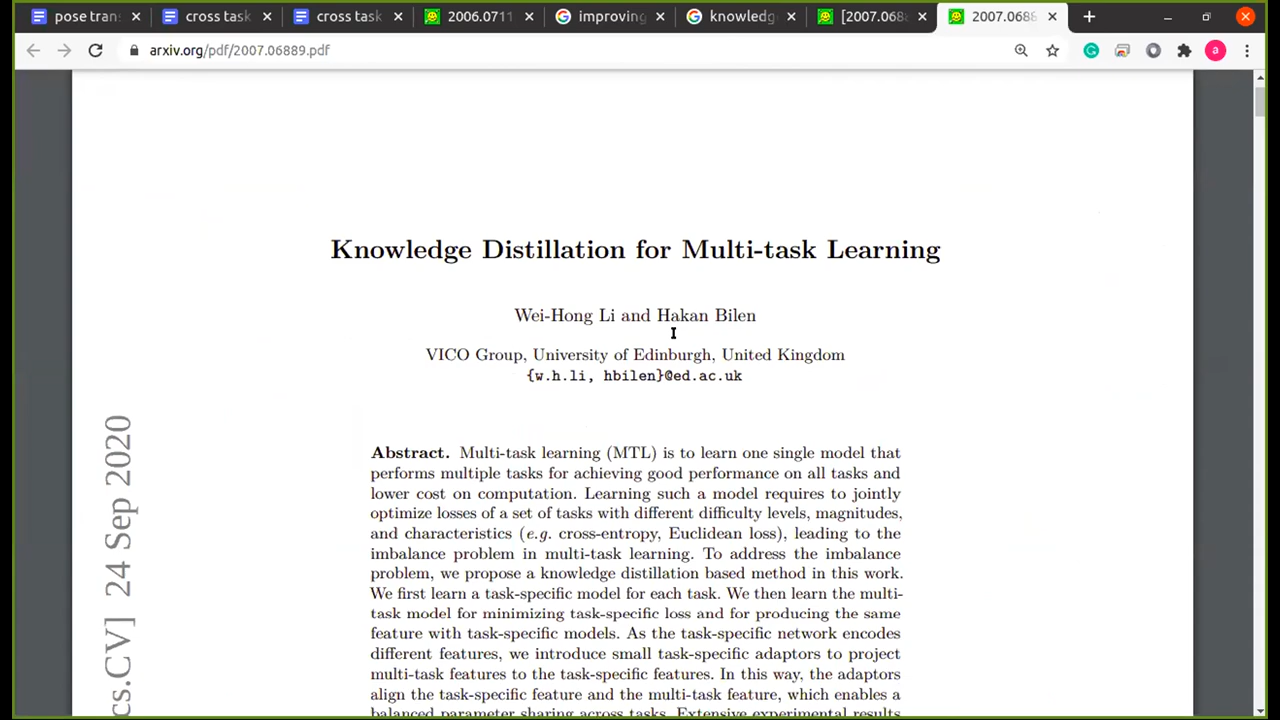 pose tran
cross task
cross task
2006.0711
improving
knowledg
[2007.068
2007.0688
arxiv.org/pdf/2007.06889.pdf
a
Knowledge Distillation for Multi-task Learning
Wei-Hong Li and Hakan Bilen
VICO Group, University of Edinburgh, United Kingdom
{w.h.li, hbilen}@ed.ac.uk
cs.CV] 24 Sep 2020
Abstract. Multi-task learning (MTL) is to learn one single model that
performs multiple tasks for achieving good performance on all tasks and
lower cost on computation. Learning such a model requires to jointly
optimize losses of a set of tasks with different difficulty levels, magnitudes,
and characteristics (e.g. cross-entropy, Euclidean loss), leading to the
imbalance problem in multi-task learning. To address the imbalance
problem, we propose a knowledge distillation based method in this work.
We first learn a task-specific model for each task. We then learn the multi-
task model for minimizing task-specific loss and for producing the same
feature with task-specific models. As the task-specific network encodes
different features, we introduce small task-specific adaptors to project
multi-task features to the task-specific features. In this way, the adaptors
align the task-specific feature and the multi-task feature, which enables a
balanced parameter sharing across tasks. Extensive experimental results